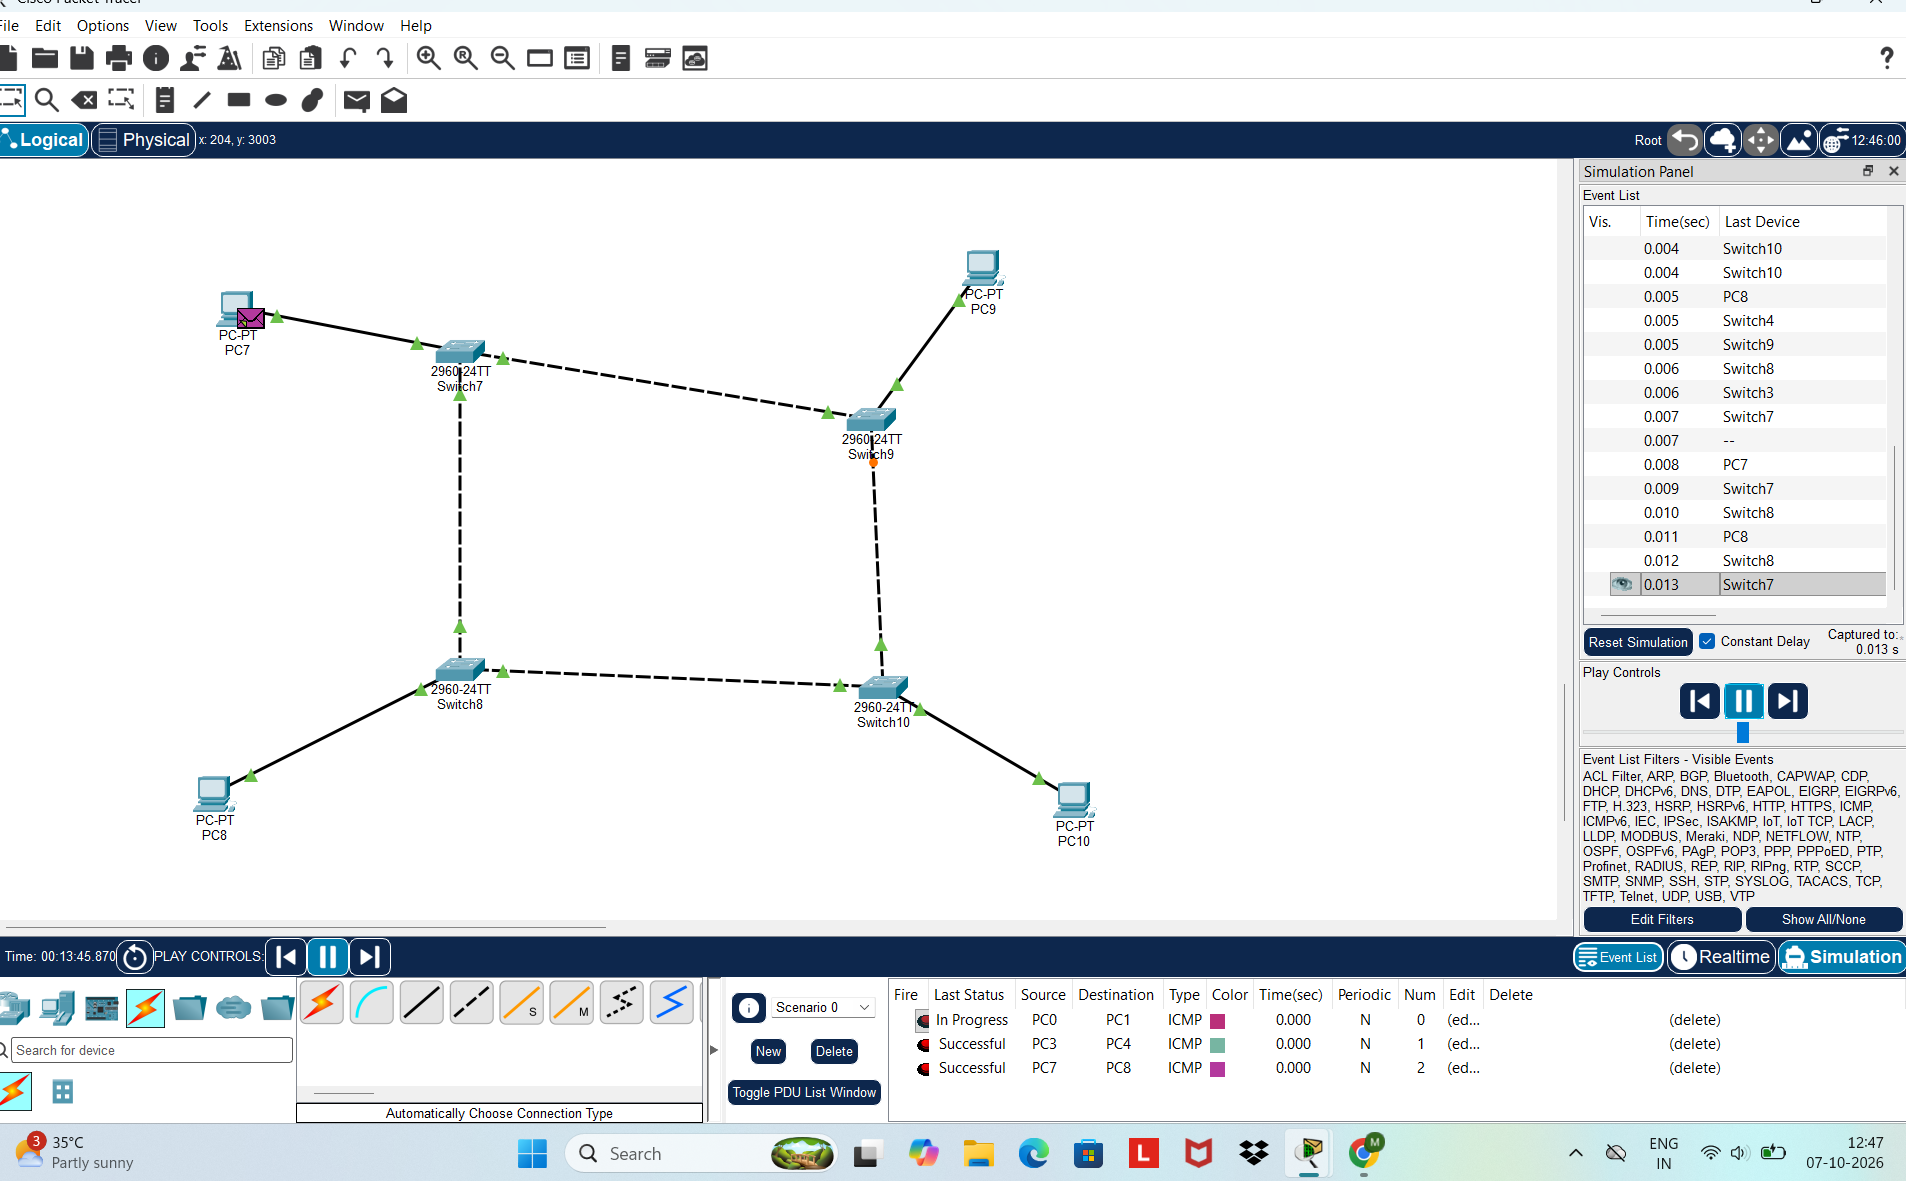 Cisco Packet Tracer
File Edit Options View Tools Extensions Window Help
Logical Physical x: 204, y: 3003 Root 12:46:00
Simulation Panel
Event List
Vis. Time(sec) Last Device
0.004 Switch10
0.004 Switch10
0.005 PC8
0.005 Switch4
0.005 Switch9
0.006 Switch8
0.006 Switch3
0.007 Switch7
0.007 --
0.008 PC7
0.009 Switch7
0.010 Switch8
0.011 PC8
0.012 Switch8
0.013 Switch7
Reset Simulation Constant Delay Captured to:
0.013 s
Play Controls
Event List Filters - Visible Events
ACL Filter, ARP, BGP, Bluetooth, CAPWAP, CDP,
DHCP, DHCPv6, DNS, DTP, EAPOL, EIGRP, EIGRPv6,
FTP, H.323, HSRP, HSRPv6, HTTP, HTTPS, ICMP,
ICMPv6, IEC, IPSec, ISAKMP, IoT, IoT TCP, LACP,
LLDP, MODBUS, Meraki, NDP, NETFLOW, NTP,
OSPF, OSPFv6, PAgP, POP3, PPP, PPPoED, PTP,
Profinet, RADIUS, REP, RIP, RIPng, RTP, SCCP,
SMTP, SNMP, SSH, STP, SYSLOG, TACACS, TCP,
TFTP, Telnet, UDP, USB, VTP
Edit Filters Show All/None
PC-PT
PC7
2960-24TT
Switch7
PC-PT
PC9
2960-24TT
Switch9
2960-24TT
Switch8
2960-24TT
Switch10
PC-PT
PC8
PC-PT
PC10
Time: 00:13:45.870 PLAY CONTROLS: Event List Realtime Simulation
S M
Search for device
Automatically Choose Connection Type
Scenario 0
New Delete
Toggle PDU List Window
Fire Last Status Source Destination Type Color Time(sec) Periodic Num Edit Delete
In Progress PC0 PC1 ICMP 0.000 N 0 (ed... (delete)
Successful PC3 PC4 ICMP 0.000 N 1 (ed... (delete)
Successful PC7 PC8 ICMP 0.000 N 2 (ed... (delete)
3 35°C
Partly sunny
Search
L
M
ENG
IN
12:47
07-10-2026